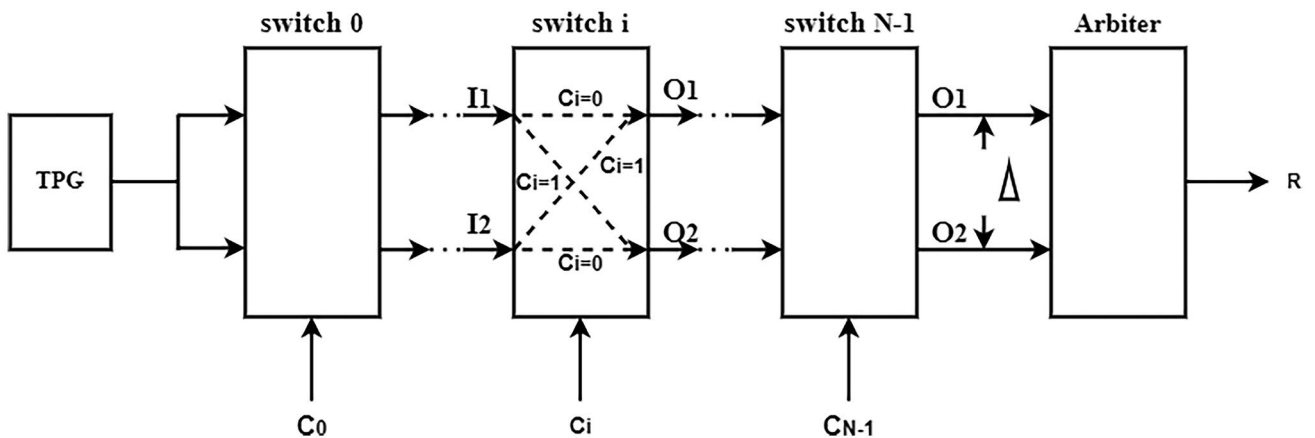 switch 0
switch i
switch N-1
Arbiter
TPG
I1
Ci=0
O1
O1
Ci=1
Ci=1
Δ
R
I2
Ci=0
O2
O2
C0
Ci
CN-1